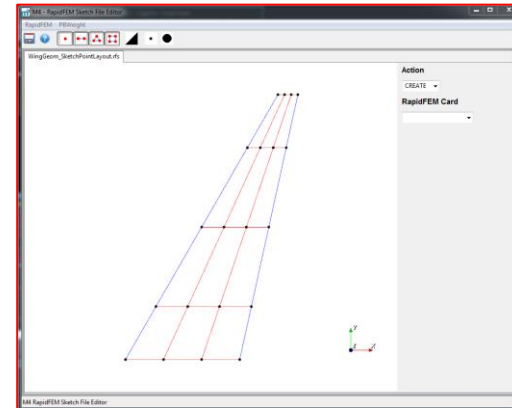 M4 - RapidFEM Sketch File Editor
RapidFEM PBWeight
WingGeom_SketchPointLayout.rfs
Action
CREATE
RapidFEM Card
Y
Z
X
M4 RapidFEM Sketch File Editor